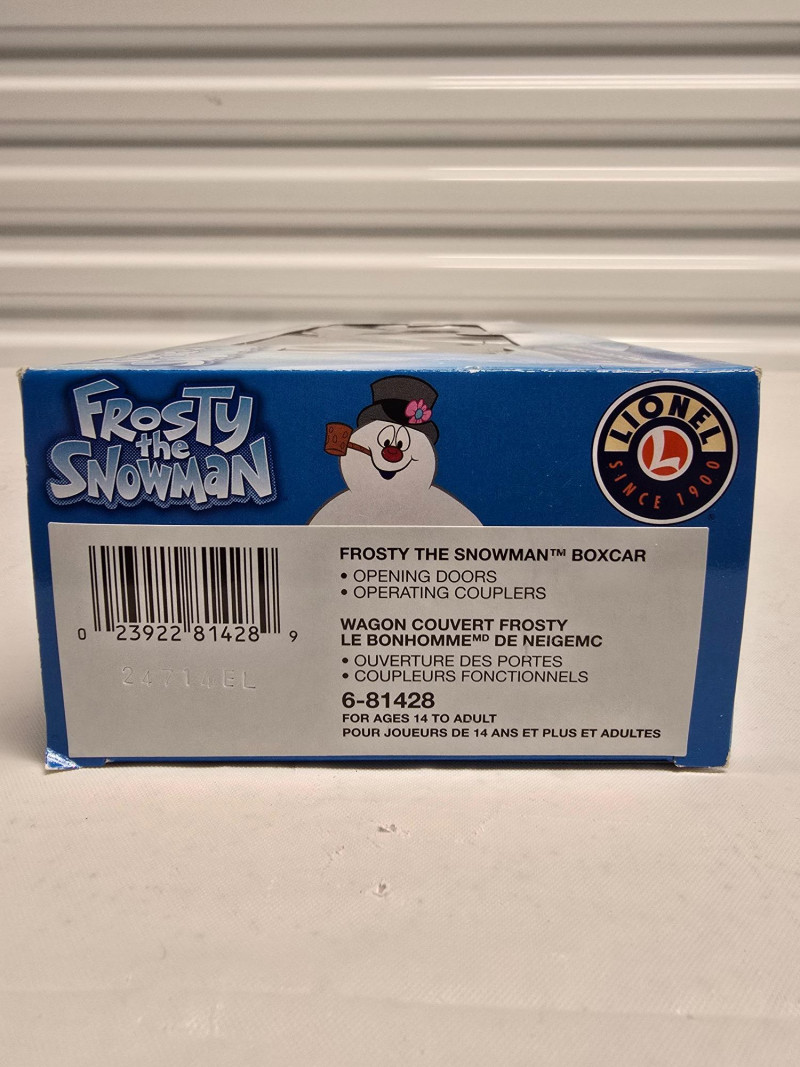 FROSTY
the
SNOWMAN
LIONEL
L
SINCE 1900
FROSTY THE SNOWMAN™ BOXCAR
• OPENING DOORS
• OPERATING COUPLERS
WAGON COUVERT FROSTY
LE BONHOMMEᴹᴰ DE NEIGEMC
• OUVERTURE DES PORTES
• COUPLEURS FONCTIONNELS
6-81428
FOR AGES 14 TO ADULT
POUR JOUEURS DE 14 ANS ET PLUS ET ADULTES
0 23922 81428 9